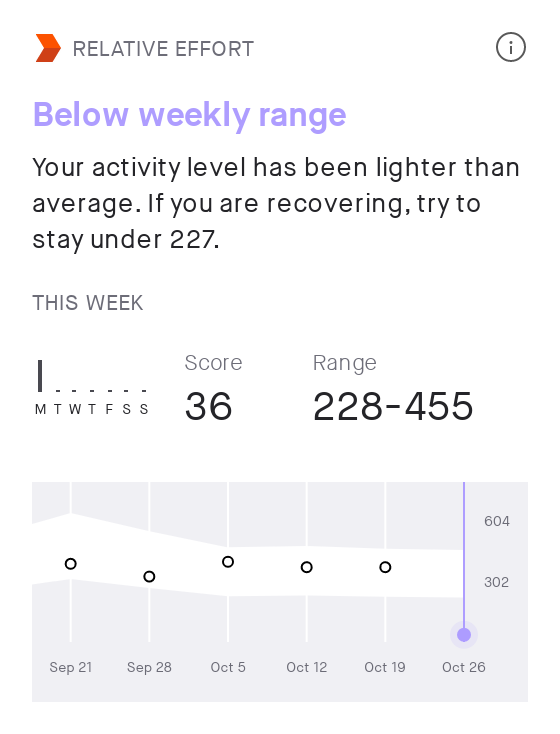 RELATIVE EFFORT
Below weekly range
Your activity level has been lighter than
average. If you are recovering, try to
stay under 227.
THIS WEEK
Score Range
36 228-455
M T W T F S S
604
302
Sep 21 Sep 28 Oct 5 Oct 12 Oct 19 Oct 26